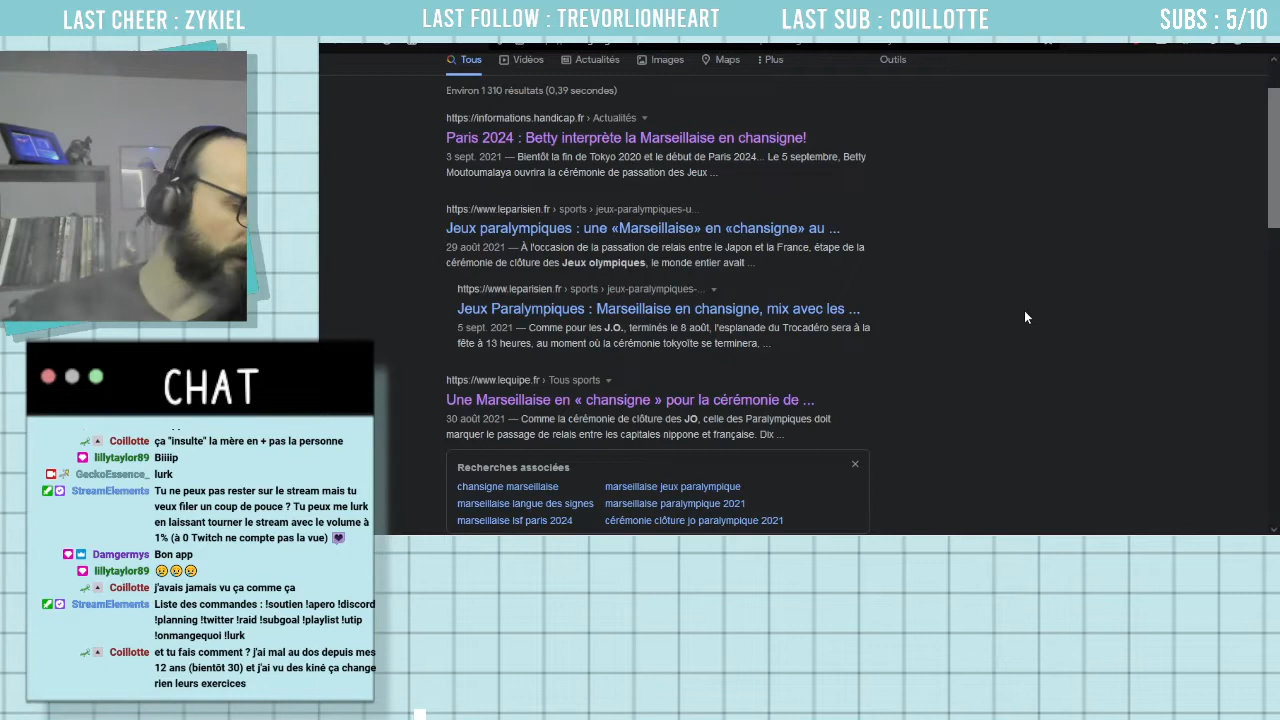 LAST CHEER : ZYKIEL
LAST FOLLOW : TREVORLIONHEART
LAST SUB : COILLOTTE
SUBS : 5/10
Tous
Vidéos
Actualités
Images
Maps
Plus
Outils
Environ 1 310 résultats (0,39 secondes)
https://informations.handicap.fr › Actualités
Paris 2024 : Betty interprète la Marseillaise en chansigne!
3 sept. 2021 — Bientôt la fin de Tokyo 2020 et le début de Paris 2024... Le 5 septembre, Betty
Moutoumalaya ouvrira la cérémonie de passation des Jeux ...
https://www.leparisien.fr › sports › jeux-paralympiques-u...
Jeux paralympiques : une «Marseillaise» en «chansigne» au ...
29 août 2021 — À l'occasion de la passation de relais entre le Japon et la France, étape de la
cérémonie de clôture des Jeux olympiques, le monde entier avait ...
https://www.leparisien.fr › sports › jeux-paralympiques-...
Jeux Paralympiques : Marseillaise en chansigne, mix avec les ...
5 sept. 2021 — Comme pour les J.O., terminés le 8 août, l'esplanade du Trocadéro sera à la
fête à 13 heures, au moment où la cérémonie tokyoïte se terminera, ...
https://www.lequipe.fr › Tous sports
Une Marseillaise en « chansigne » pour la cérémonie de ...
30 août 2021 — Comme la cérémonie de clôture des JO, celle des Paralympiques doit
marquer le passage de relais entre les capitales nippone et française. Dix ...
Recherches associées
chansigne marseillaise
marseillaise jeux paralympique
marseillaise langue des signes
marseillaise paralympique 2021
marseillaise lsf paris 2024
cérémonie clôture jo paralympique 2021
CHAT
Coillotte ça "insulte" la mère en + pas la personne
lillytaylor89 Biiiip
GeckoEssence_ lurk
StreamElements Tu ne peux pas rester sur le stream mais tu
veux filer un coup de pouce ? Tu peux me lurk
en laissant tourner le stream avec le volume à
1% (à 0 Twitch ne compte pas la vue)
Damgermys Bon app
lillytaylor89
Coillotte j'avais jamais vu ça comme ça
StreamElements Liste des commandes : !soutien !apero !discord
!planning !twitter !raid !subgoal !playlist !utip
!onmangequoi !lurk
Coillotte et tu fais comment ? j'ai mal au dos depuis mes
12 ans (bientôt 30) et j'ai vu des kiné ça change
rien leurs exercices